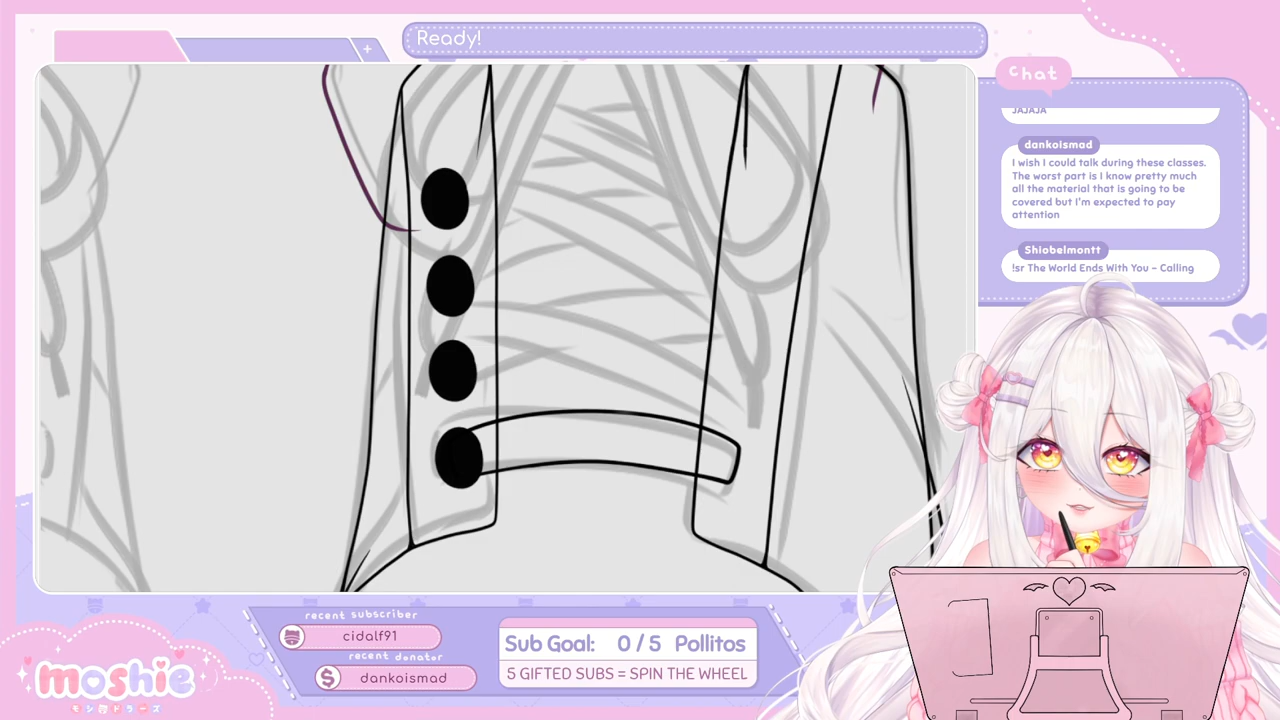 Ready!
+
chat
JAJAJA
dankoismad
I wish I could talk during these classes.
The worst part is I know pretty much
all the material that is going to be
covered but I'm expected to pay
attention
Shiobelmontt
!sr The World Ends With You - Calling
recent subscriber
cidalf91
recent donator
$ dankoismad
Sub Goal: 0 / 5 Pollitos
5 GIFTED SUBS = SPIN THE WHEEL
moshie